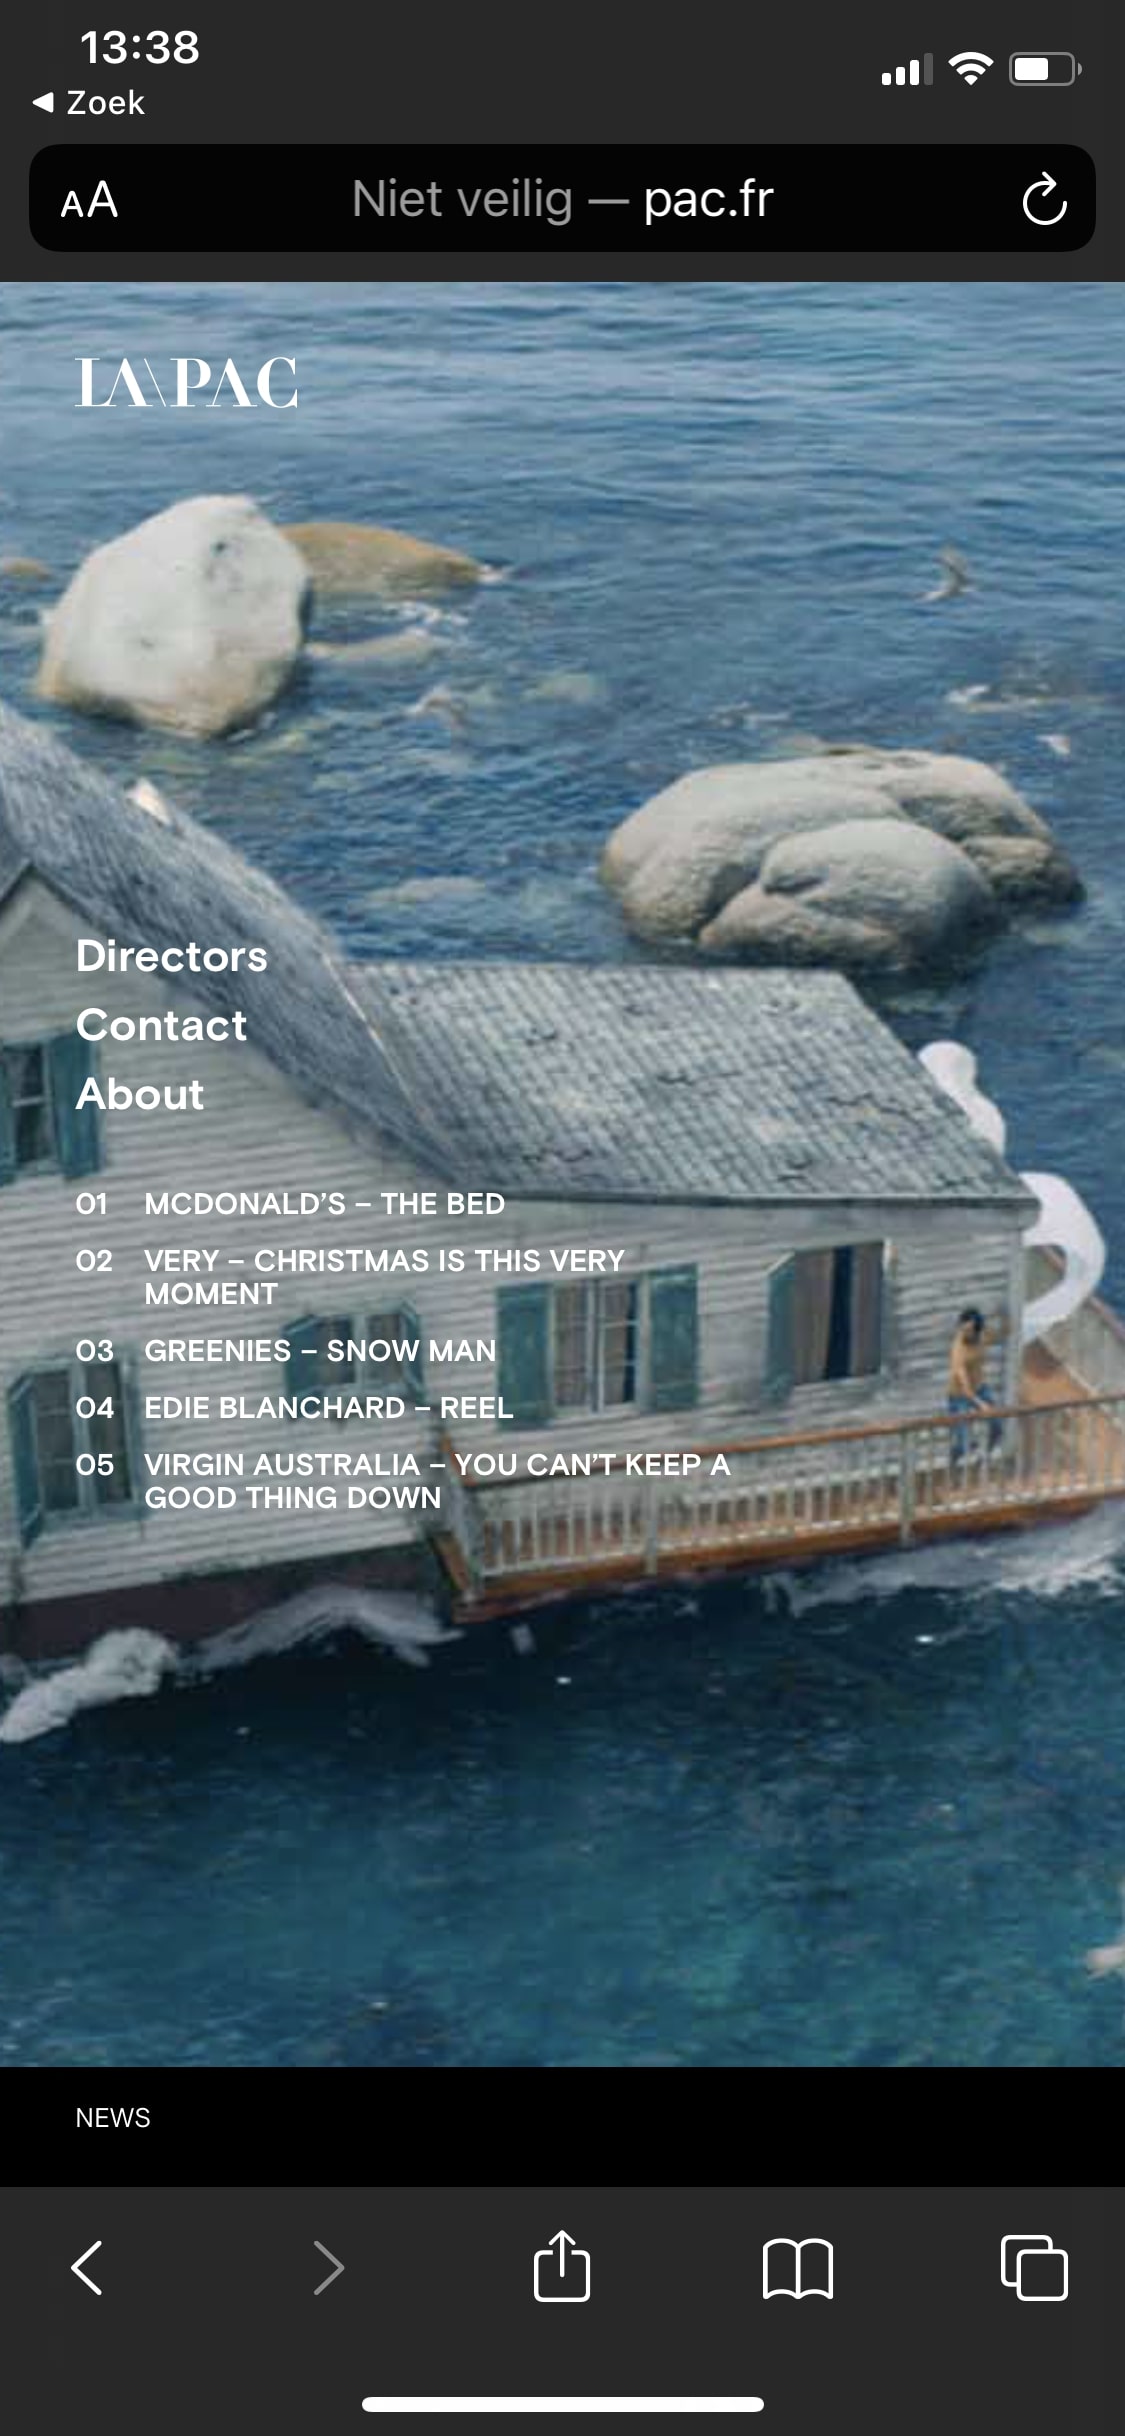 13:38
Zoek
AA
Niet veilig — pac.fr
LA\PAC
Directors
Contact
About
01 MCDONALD’S – THE BED
02 VERY – CHRISTMAS IS THIS VERY
MOMENT
03 GREENIES – SNOW MAN
04 EDIE BLANCHARD – REEL
05 VIRGIN AUSTRALIA – YOU CAN’T KEEP A
GOOD THING DOWN
NEWS